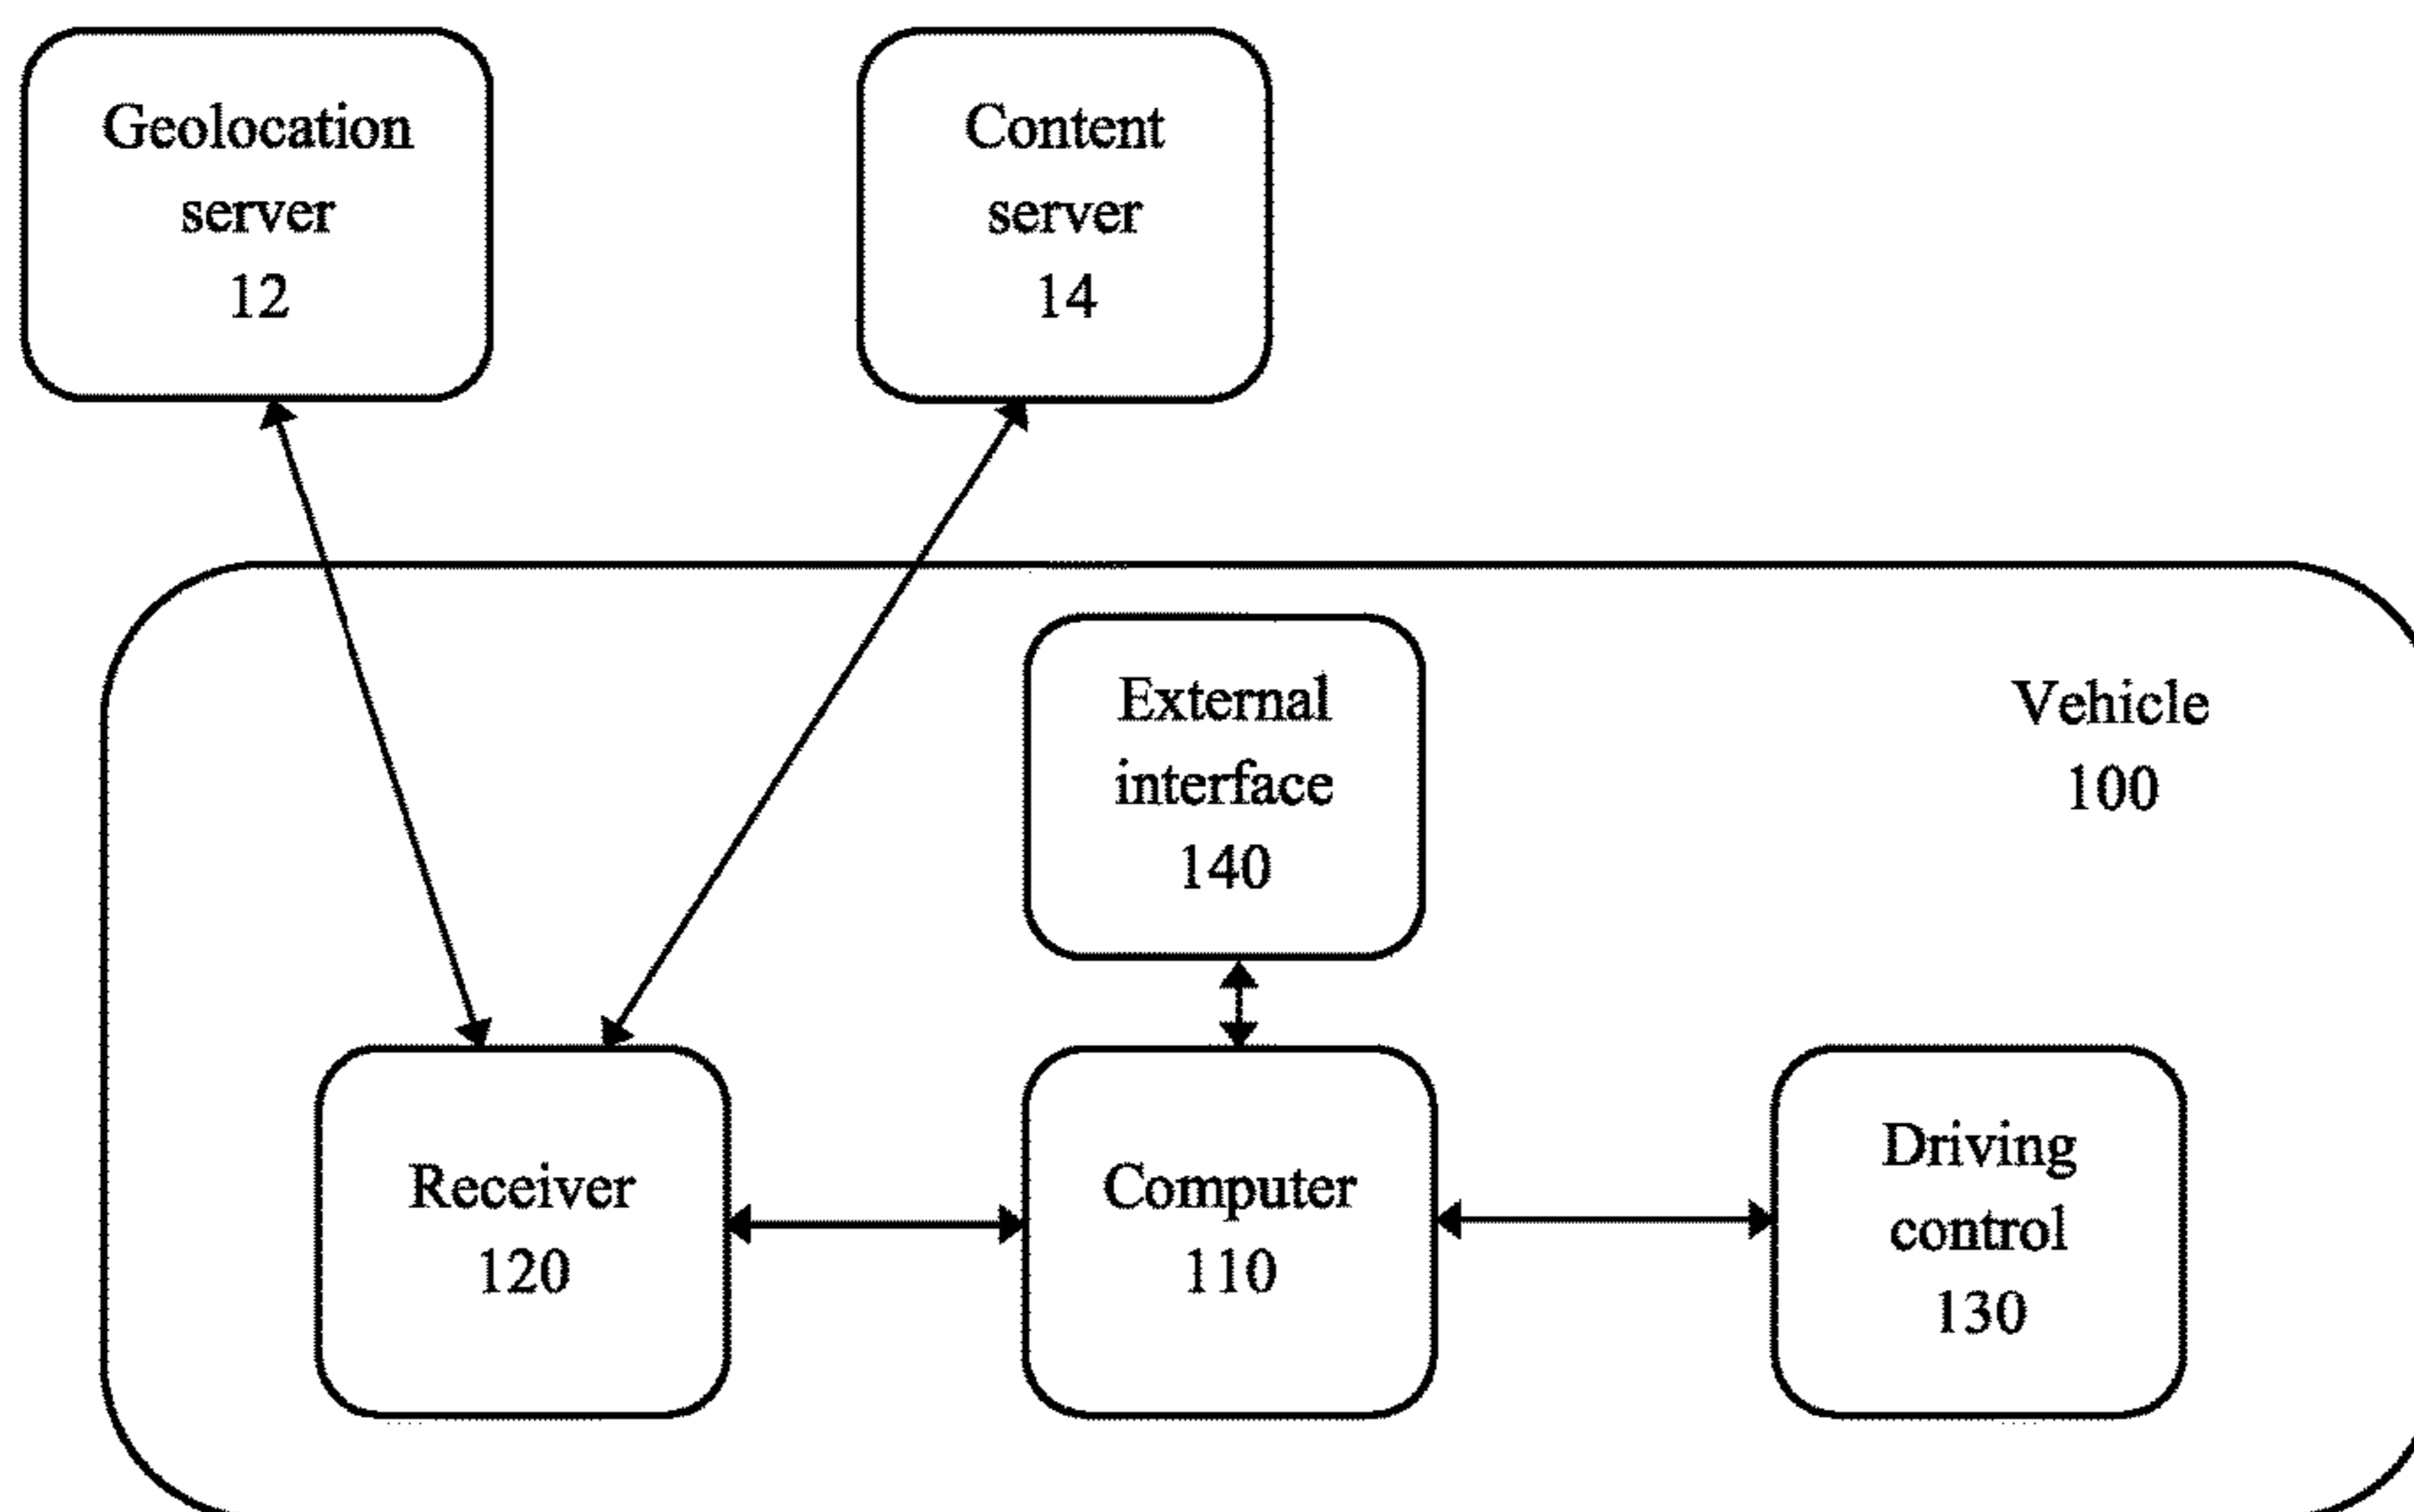 Geolocation
server
12
Content
server
14
External
interface
140
Vehicle
100
Receiver
120
Computer
110
Driving
control
130